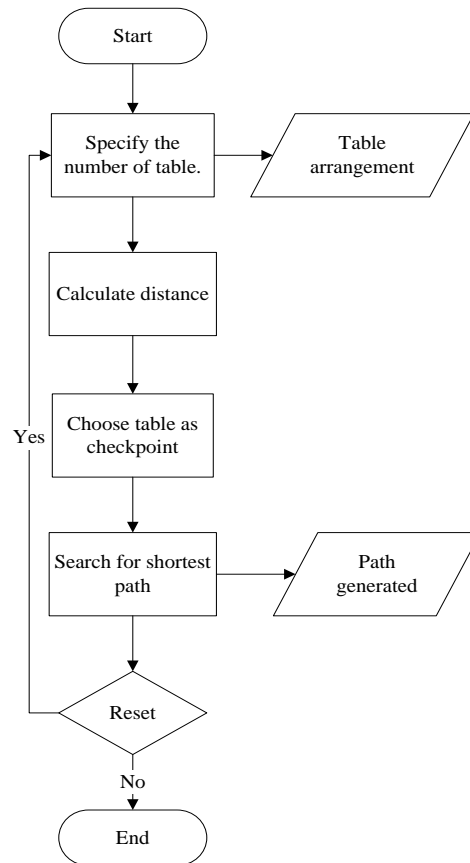 Start
Specify the
number of table.
Table
arrangement
Calculate distance
Choose table as
checkpoint
Yes
Search for shortest
path
Path
generated
Reset
No
End